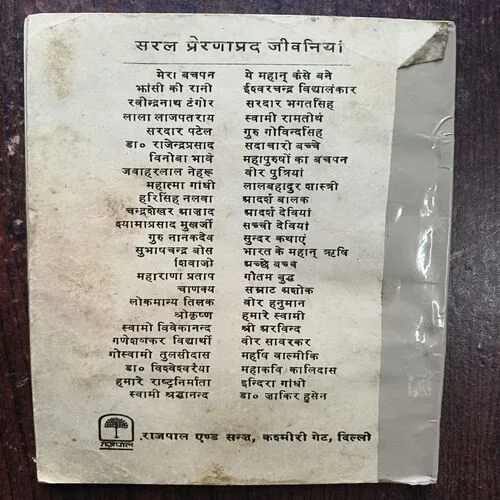 सरल प्रेरणाप्रद जीवनियां
मेरा बचपन
झांसी की रानी
रवीन्द्रनाथ टैगोर
लाला लाजपतराय
सरदार पटेल
डा० राजेन्द्रप्रसाद
विनोबा भावे
जवाहरलाल नेहरू
महात्मा गांधी
हरिसिंह नलवा
चन्द्रशेखर आज़ाद
श्यामाप्रसाद मुखर्जी
गुरु नानकदेव
सुभाषचन्द्र बोस
शिवाजी
महाराणा प्रताप
चाणक्य
लोकमान्य तिलक
श्रीकृष्ण
स्वामी विवेकानन्द
गणेशशंकर विद्यार्थी
गोस्वामी तुलसीदास
डा० विश्वेश्वरैया
हमारे राष्ट्रनिर्माता
स्वामी श्रद्धानन्द
ये महान् कैसे बने
ईश्वरचन्द्र विद्यालंकार
सरदार भगतसिंह
स्वामी रामतीर्थ
गुरु गोविन्दसिंह
सदाचारी बच्चे
महापुरुषों का बचपन
वीर पुत्रियां
लालबहादुर शास्त्री
आदर्श बालक
आदर्श देवियां
सच्ची देवियां
सुन्दर कथाएं
भारत के महान् ऋषि
अच्छे बच्चे
गौतम बुद्ध
सम्राट अशोक
वीर हनुमान
हमारे स्वामी
श्री अरविन्द
वीर सावरकर
महर्षि वाल्मीकि
महाकवि कालिदास
इन्दिरा गांधी
डा० ज़ाकिर हुसेन
राजपाल
राजपाल एण्ड सन्ज़, कश्मीरी गेट, दिल्ली